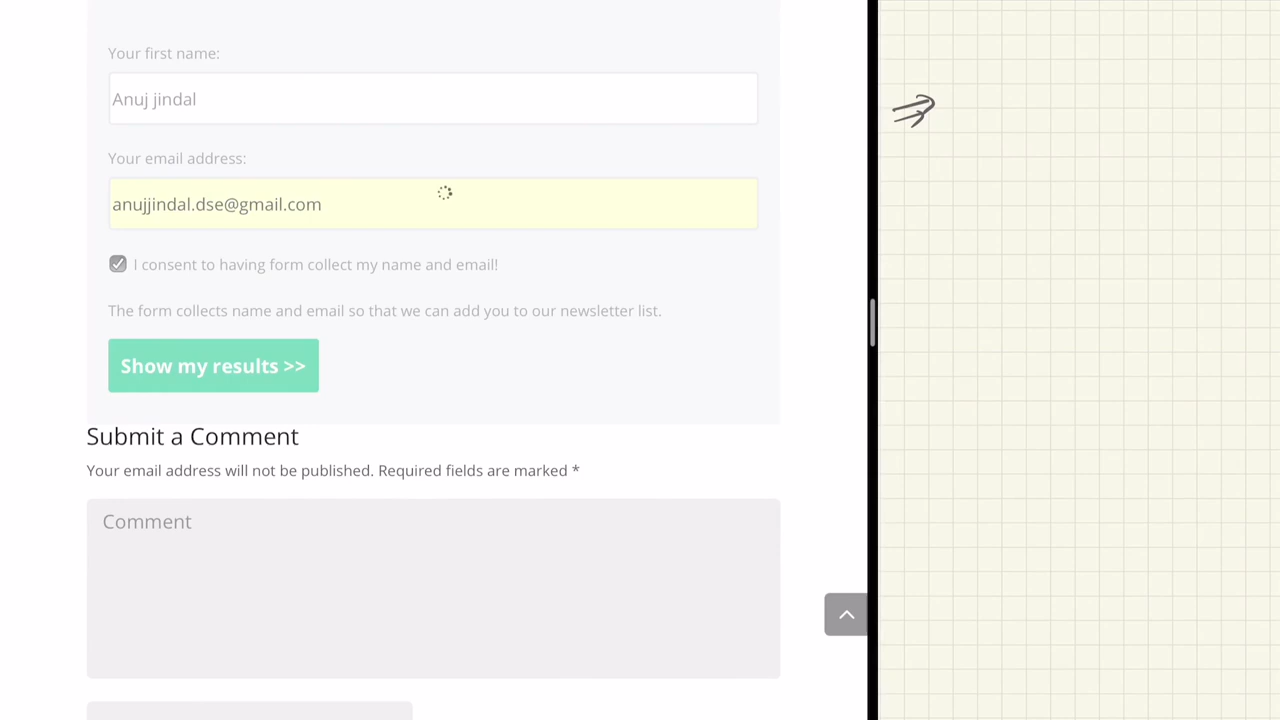 Your first name:
Anuj jindal
Your email address:
anujjindal.dse@gmail.com
I consent to having form collect my name and email!
The form collects name and email so that we can add you to our newsletter list.
Show my results >>
Submit a Comment
Your email address will not be published. Required fields are marked *
Comment